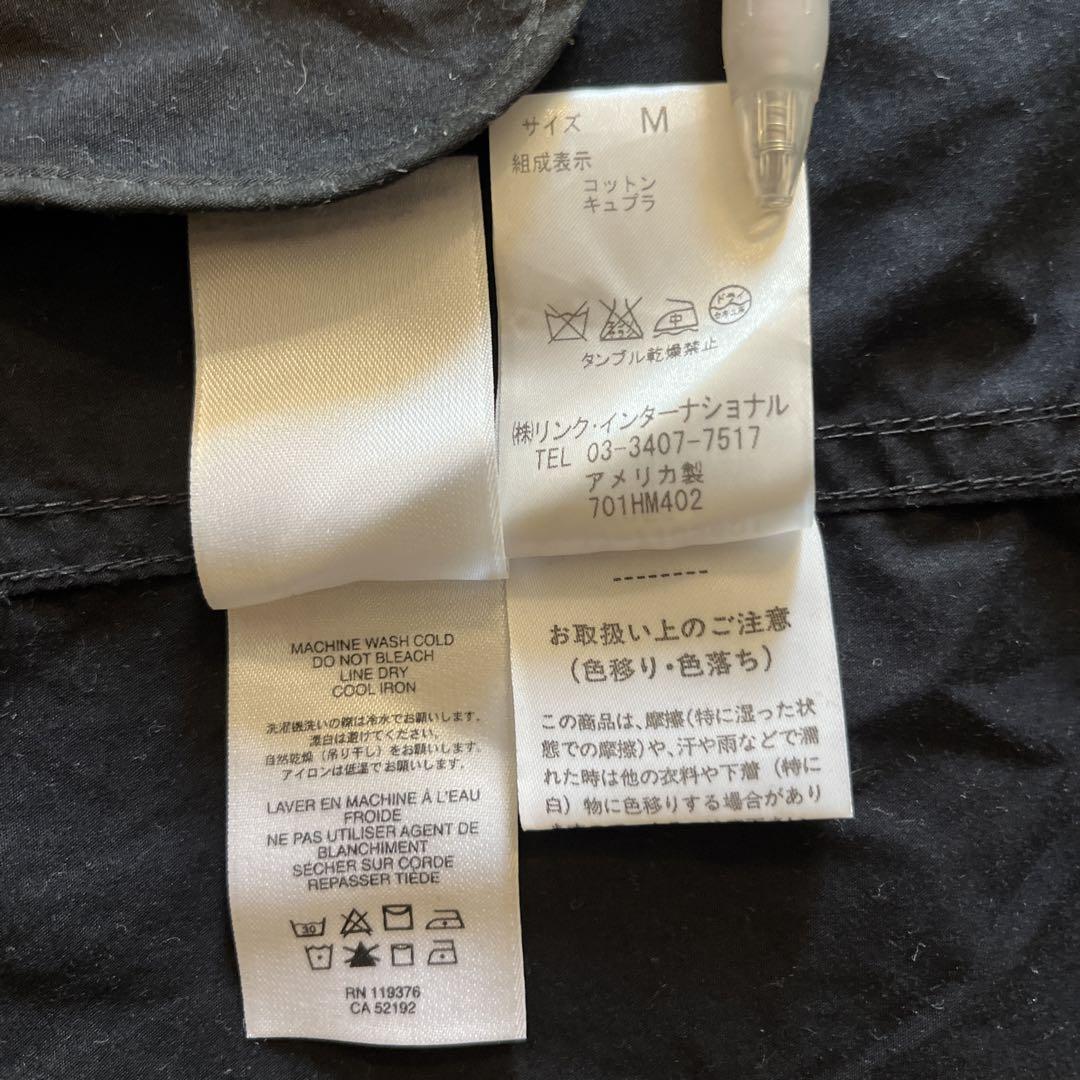 サイズ M
組成表示
コットン
キュプラ
ドライ
セキユ系
中
タンブル乾燥禁止
(株)リンク・インターナショナル
TEL 03-3407-7517
アメリカ製
701HM402
--------
お取扱い上のご注意
(色移り・色落ち)
この商品は、摩擦(特に湿った状
態での摩擦)や、汗や雨などで濡
れた時は他の衣料や下着(特に
白)物に色移りする場合があり
MACHINE WASH COLD
DO NOT BLEACH
LINE DRY
COOL IRON
洗濯機洗いの際は冷水でお願いします。
漂白は避けてください。
自然乾燥(吊り干し)をお願いします。
アイロンは低温でお願いします。
LAVER EN MACHINE À L'EAU
FROIDE
NE PAS UTILISER AGENT DE
BLANCHIMENT
SÉCHER SUR CORDE
REPASSER TIÈDE
30
RN 119376
CA 52192